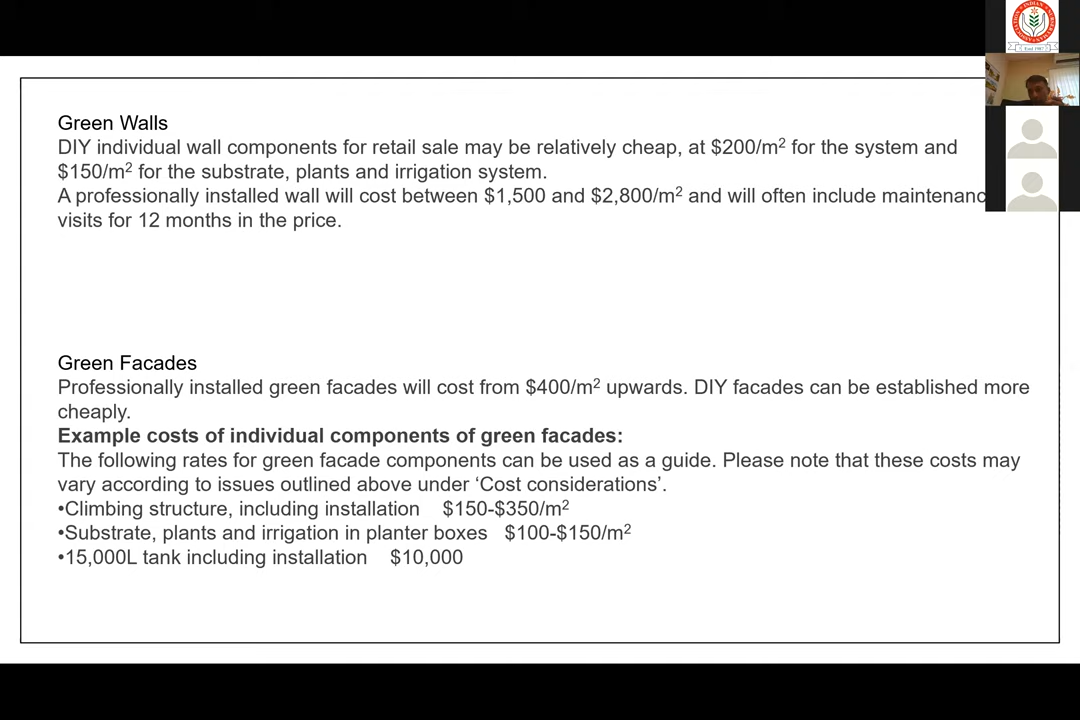 Green Walls
DIY individual wall components for retail sale may be relatively cheap, at $200/m² for the system and
$150/m² for the substrate, plants and irrigation system.
A professionally installed wall will cost between $1,500 and $2,800/m² and will often include maintenanc
visits for 12 months in the price.
Green Facades
Professionally installed green facades will cost from $400/m² upwards. DIY facades can be established more
cheaply.
Example costs of individual components of green facades:
The following rates for green facade components can be used as a guide. Please note that these costs may
vary according to issues outlined above under ‘Cost considerations’.
•Climbing structure, including installation $150-$350/m²
•Substrate, plants and irrigation in planter boxes $100-$150/m²
•15,000L tank including installation $10,000